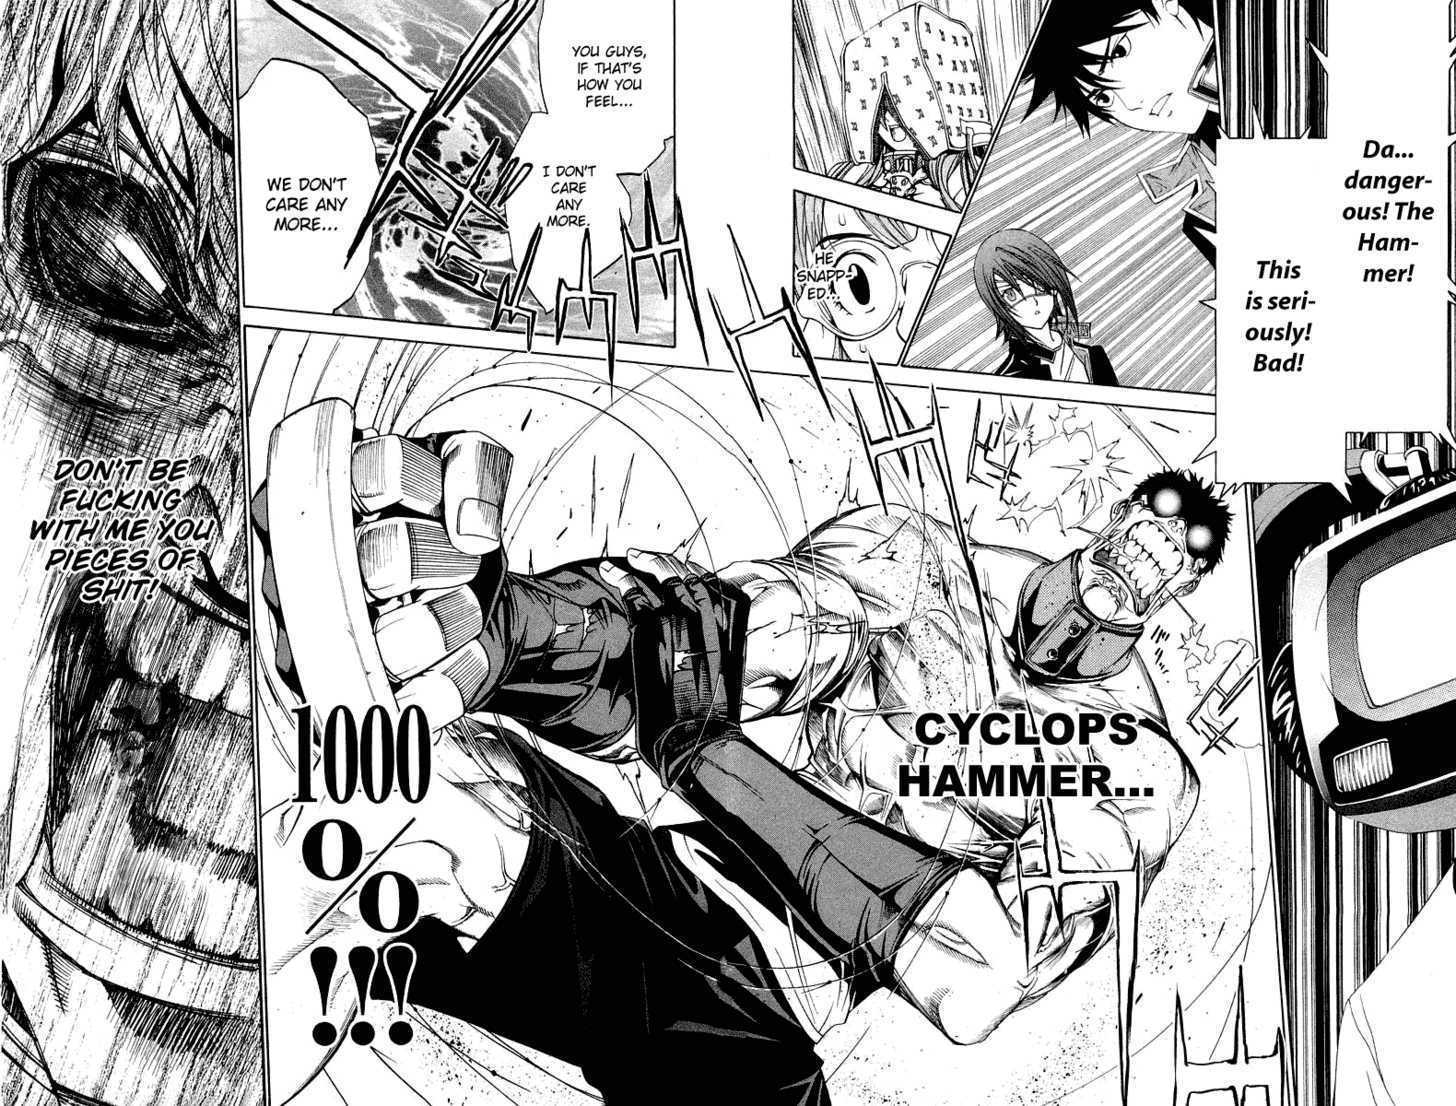 Da...
danger-
ous! The
Ham-
mer!
This
is seri-
ously!
Bad!
HE
SNAPP-
ED...
YOU GUYS,
IF THAT'S
HOW YOU
FEEL...
I DON'T
CARE
ANY
MORE.
WE DON'T
CARE ANY
MORE...
CYCLOPS
HAMMER...
1000
%
!!!
DON'T BE
FUCKING
WITH ME YOU
PIECES OF
SHIT!